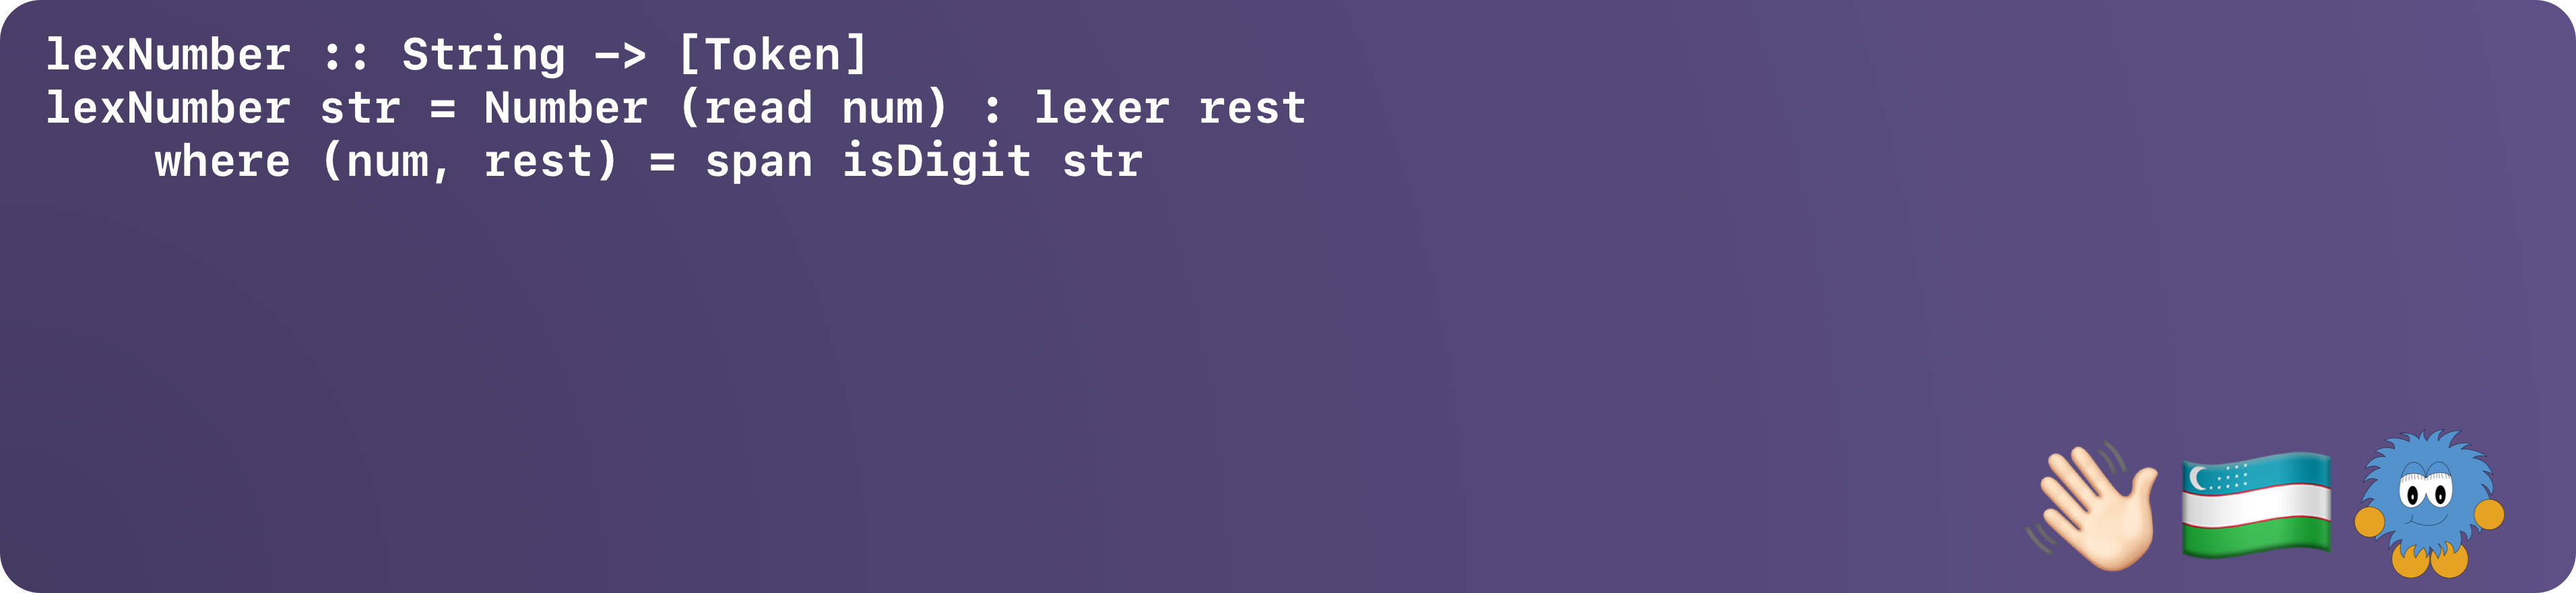 lexNumber :: String -> [Token]
lexNumber str = Number (read num) : lexer rest
    where (num, rest) = span isDigit str